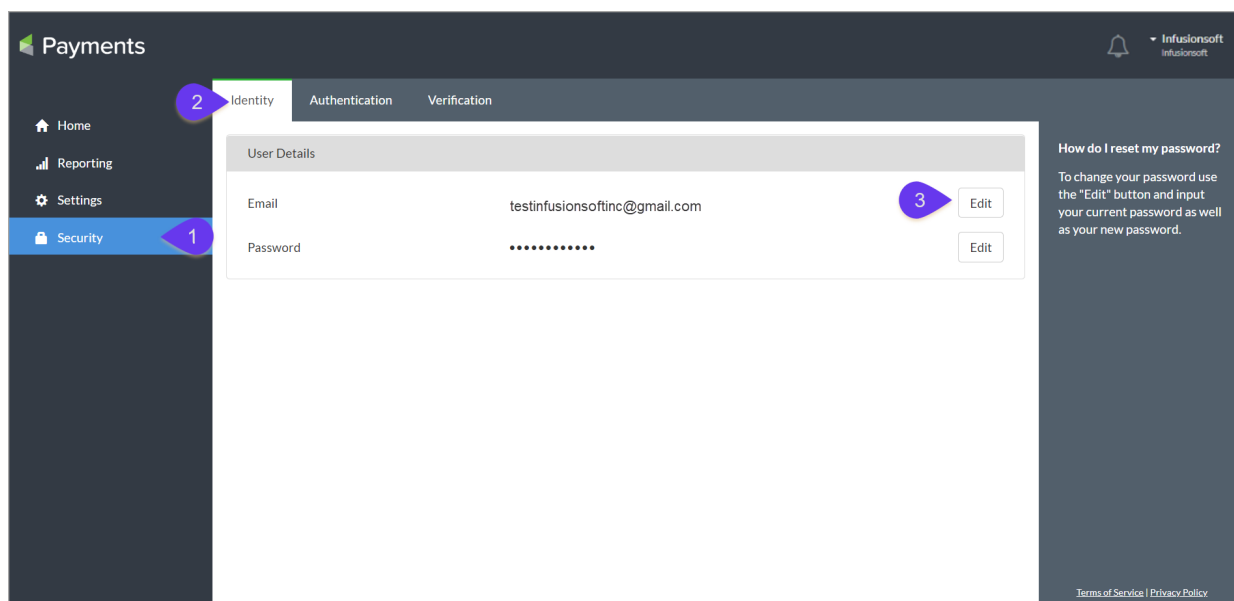 Payments
Infusionsoft
Infusionsoft
2
Identity
Authentication
Verification
Home
Reporting
Settings
Security
1
User Details
Email
testinfusionsoftinc@gmail.com
3
Edit
Password
••••••••••••
Edit
How do I reset my password?
To change your password use
the "Edit" button and input
your current password as well
as your new password.
Terms of Service | Privacy Policy